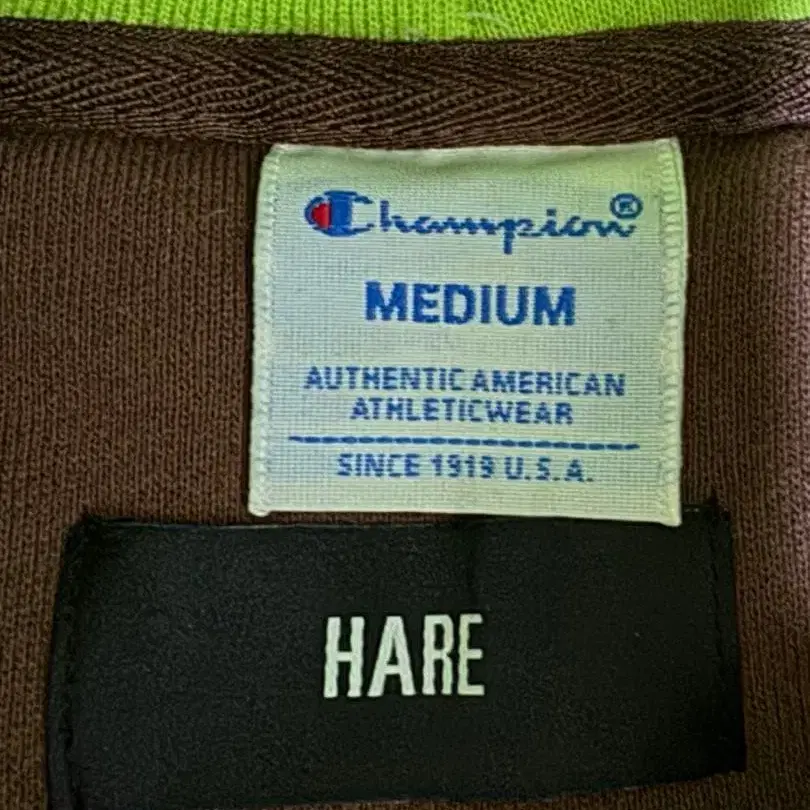 Champion®
MEDIUM
AUTHENTIC AMERICAN
ATHLETICWEAR
SINCE 1919 U.S.A.
HARE